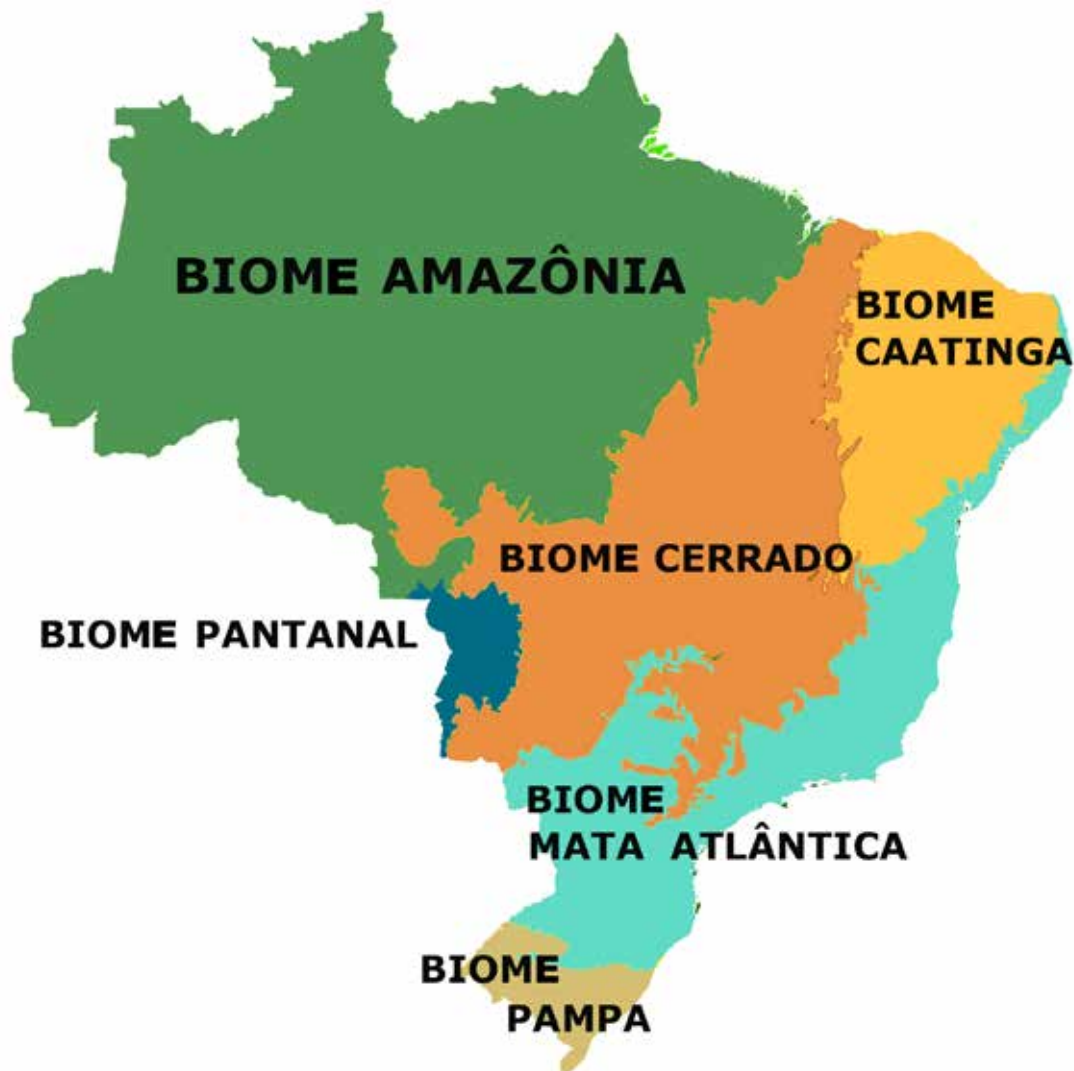 BIOME AMAZÔNIA
BIOME
CAATINGA
BIOME CERRADO
BIOME PANTANAL
BIOME
MATA ATLÂNTICA
BIOME
PAMPA